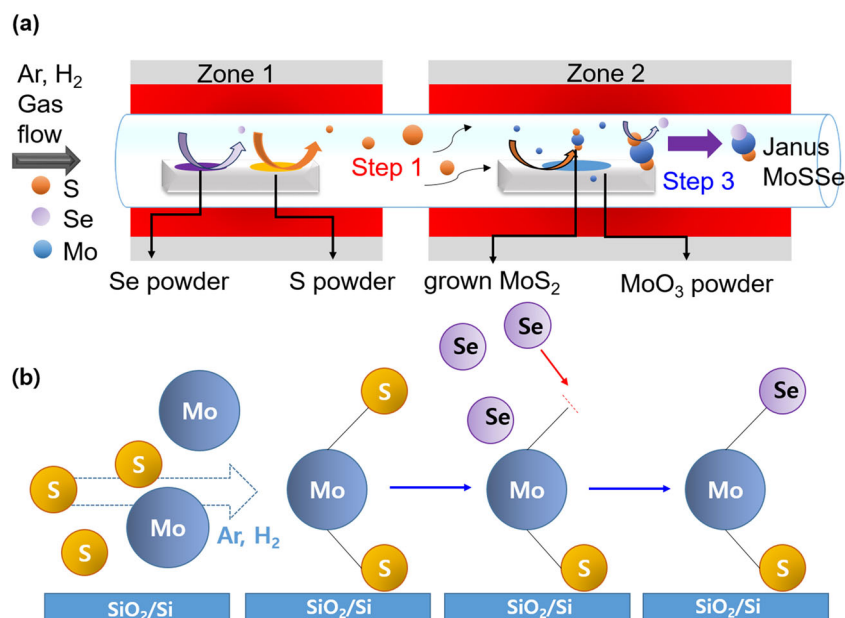 (a)
Ar, H₂
Gas
flow
S
Se
Mo
Zone 1
Zone 2
Step 1
Step 3
Janus
MoSSe
Se powder
S powder
grown MoS₂
MoO₃ powder
(b)
Mo
S
S
Mo
S
Ar, H₂
SiO₂/Si
S
Mo
S
SiO₂/Si
Se
Se
Se
Mo
S
SiO₂/Si
Se
Mo
S
SiO₂/Si